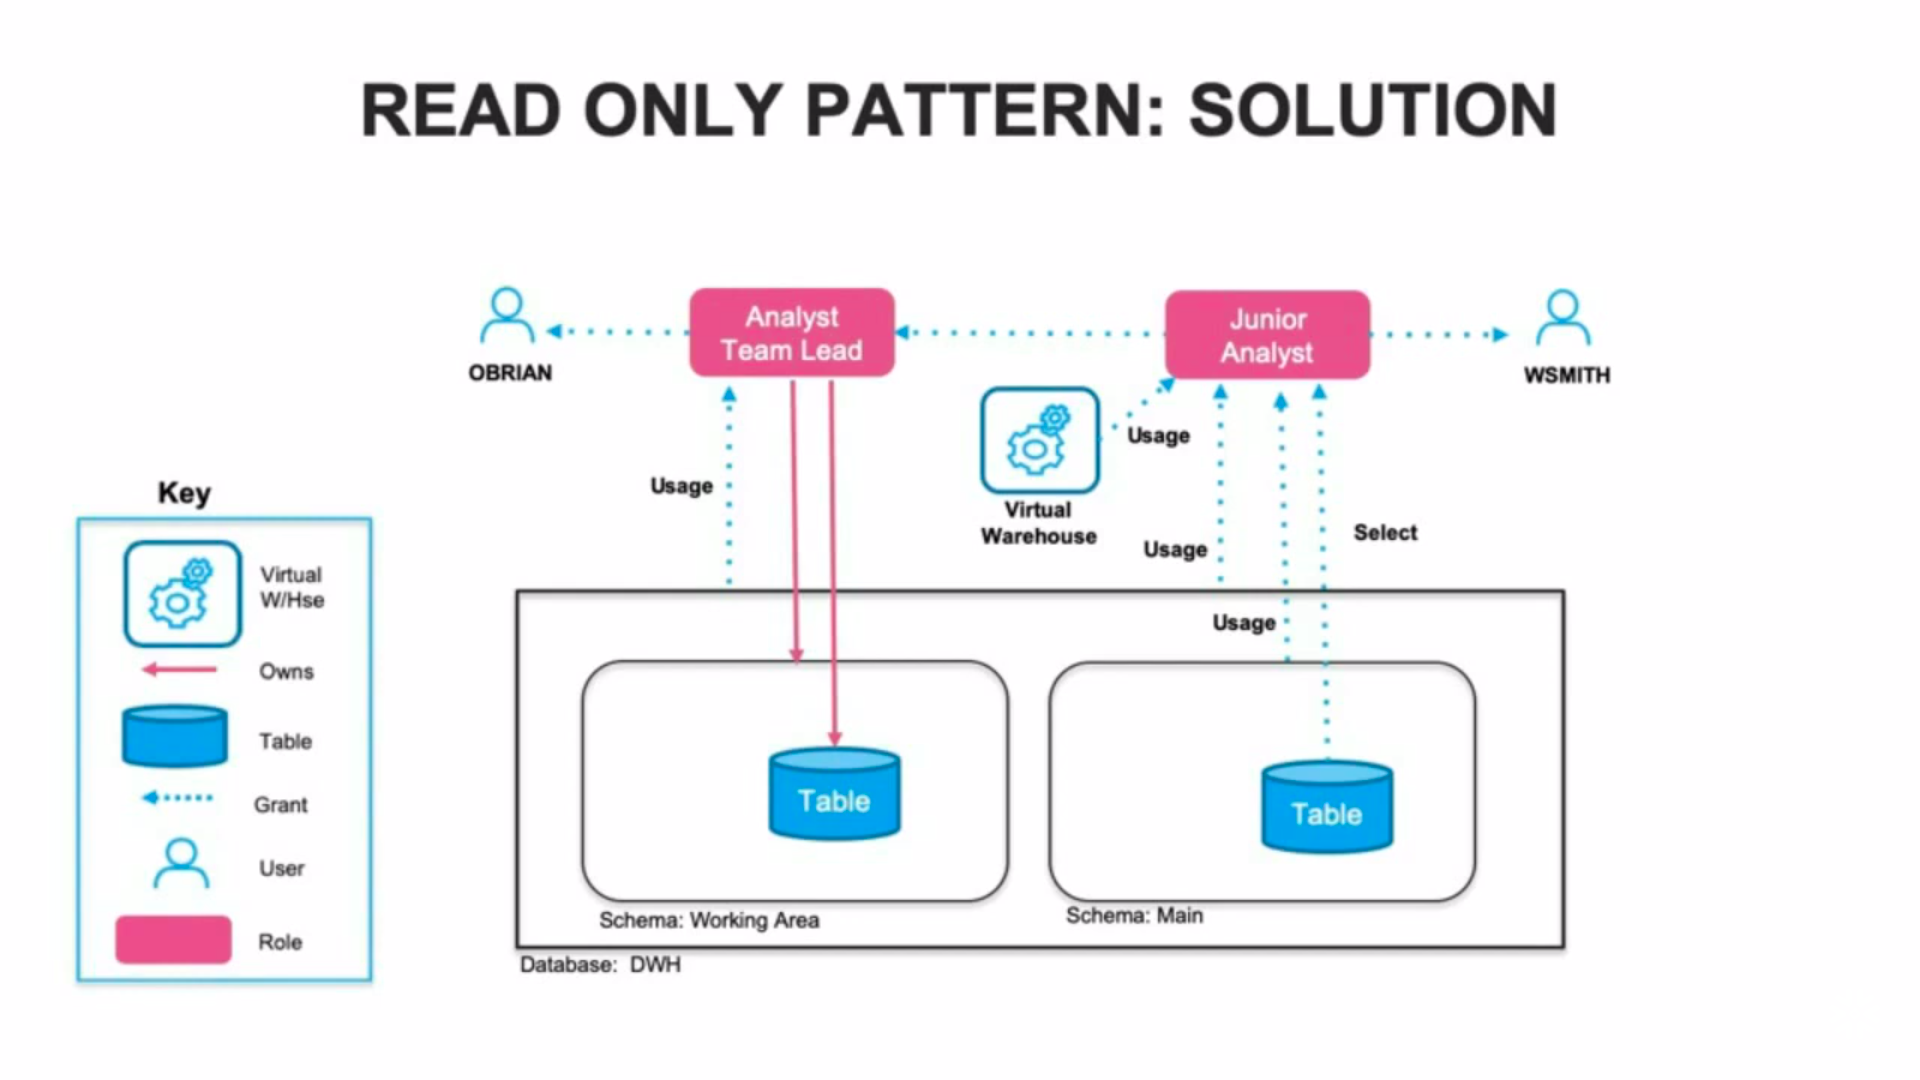 READ ONLY PATTERN: SOLUTION
OBRIAN
Analyst
Team Lead
Junior
Analyst
WSMITH
Usage
Virtual
Warehouse
Usage
Usage
Select
Usage
Key
Virtual
W/Hse
Owns
Table
Grant
User
Role
Table
Table
Schema: Working Area
Schema: Main
Database: DWH